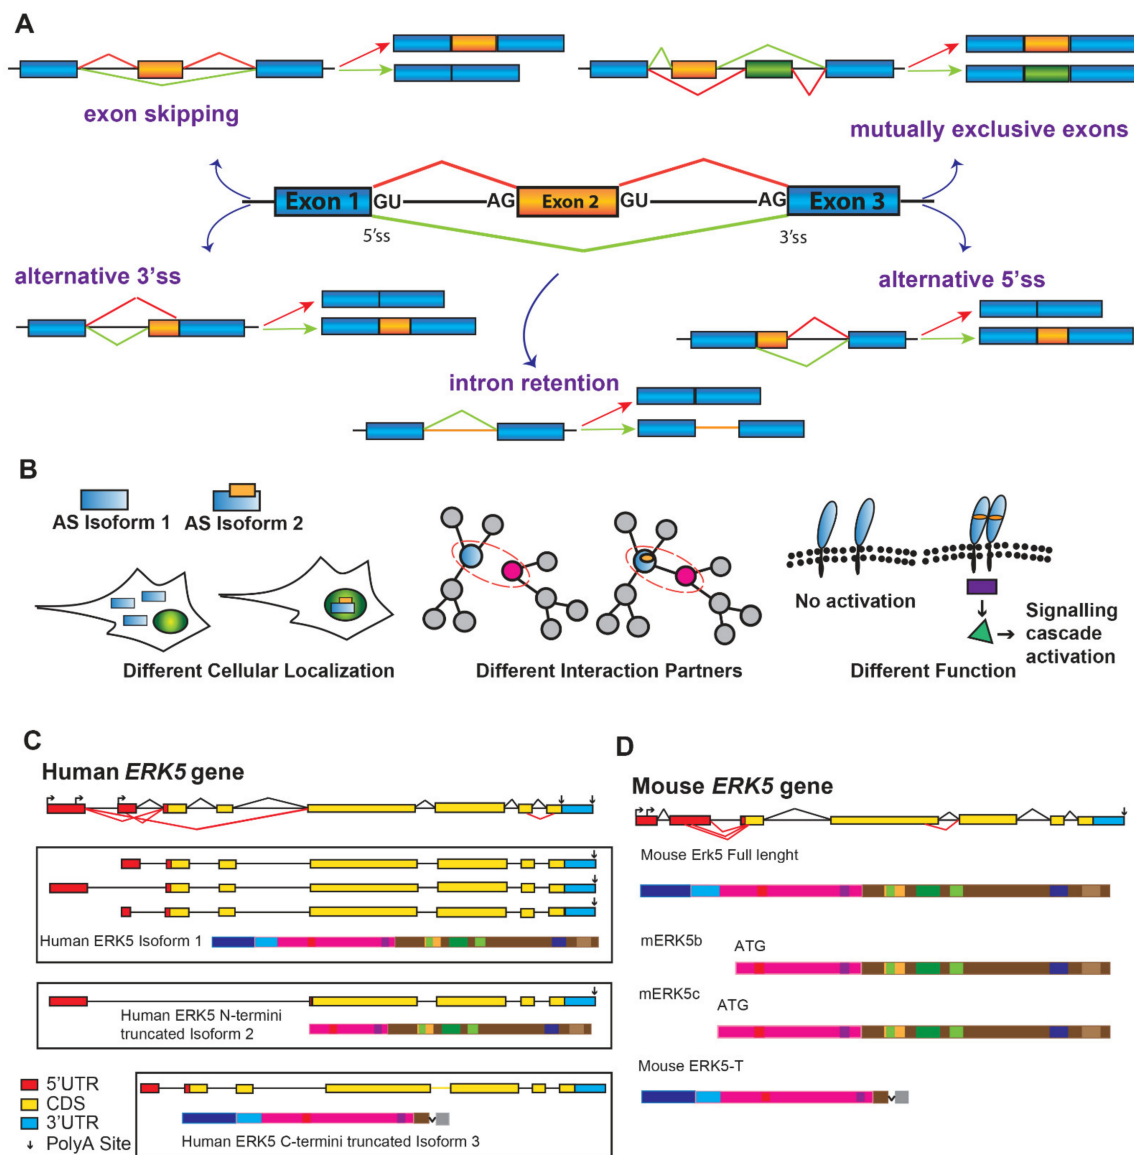 A
exon skipping
mutually exclusive exons
Exon 1 GU AG Exon 2 GU AG Exon 3
5'ss 3'ss
alternative 3'ss
alternative 5'ss
intron retention
B
AS Isoform 1 AS Isoform 2
No activation
Signalling
cascade
activation
Different Cellular Localization Different Interaction Partners Different Function
C
Human ERK5 gene
Human ERK5 Isoform 1
Human ERK5 N-termini
truncated Isoform 2
5'UTR
CDS
3'UTR
PolyA Site
Human ERK5 C-termini truncated Isoform 3
D
Mouse ERK5 gene
Mouse Erk5 Full lenght
mERK5b
ATG
mERK5c
ATG
Mouse ERK5-T